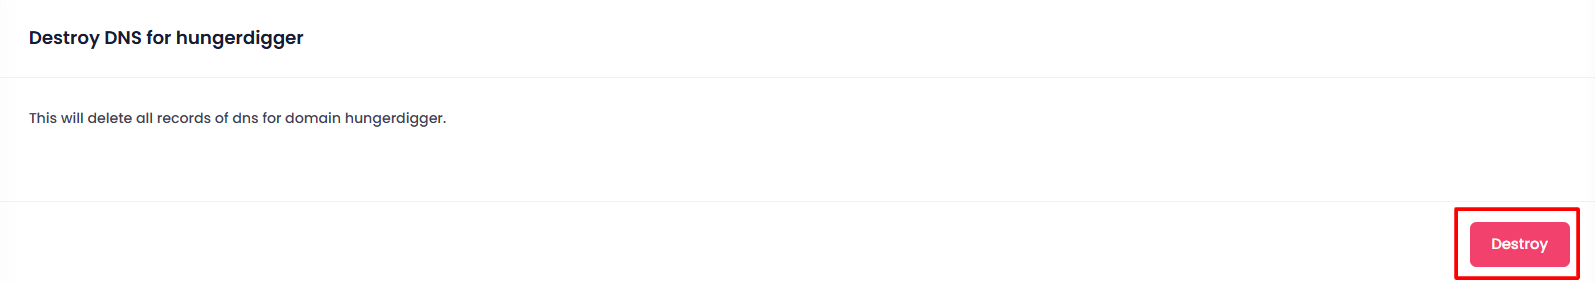 Destroy DNS for hungerdigger
This will delete all records of dns for domain hungerdigger.
Destroy